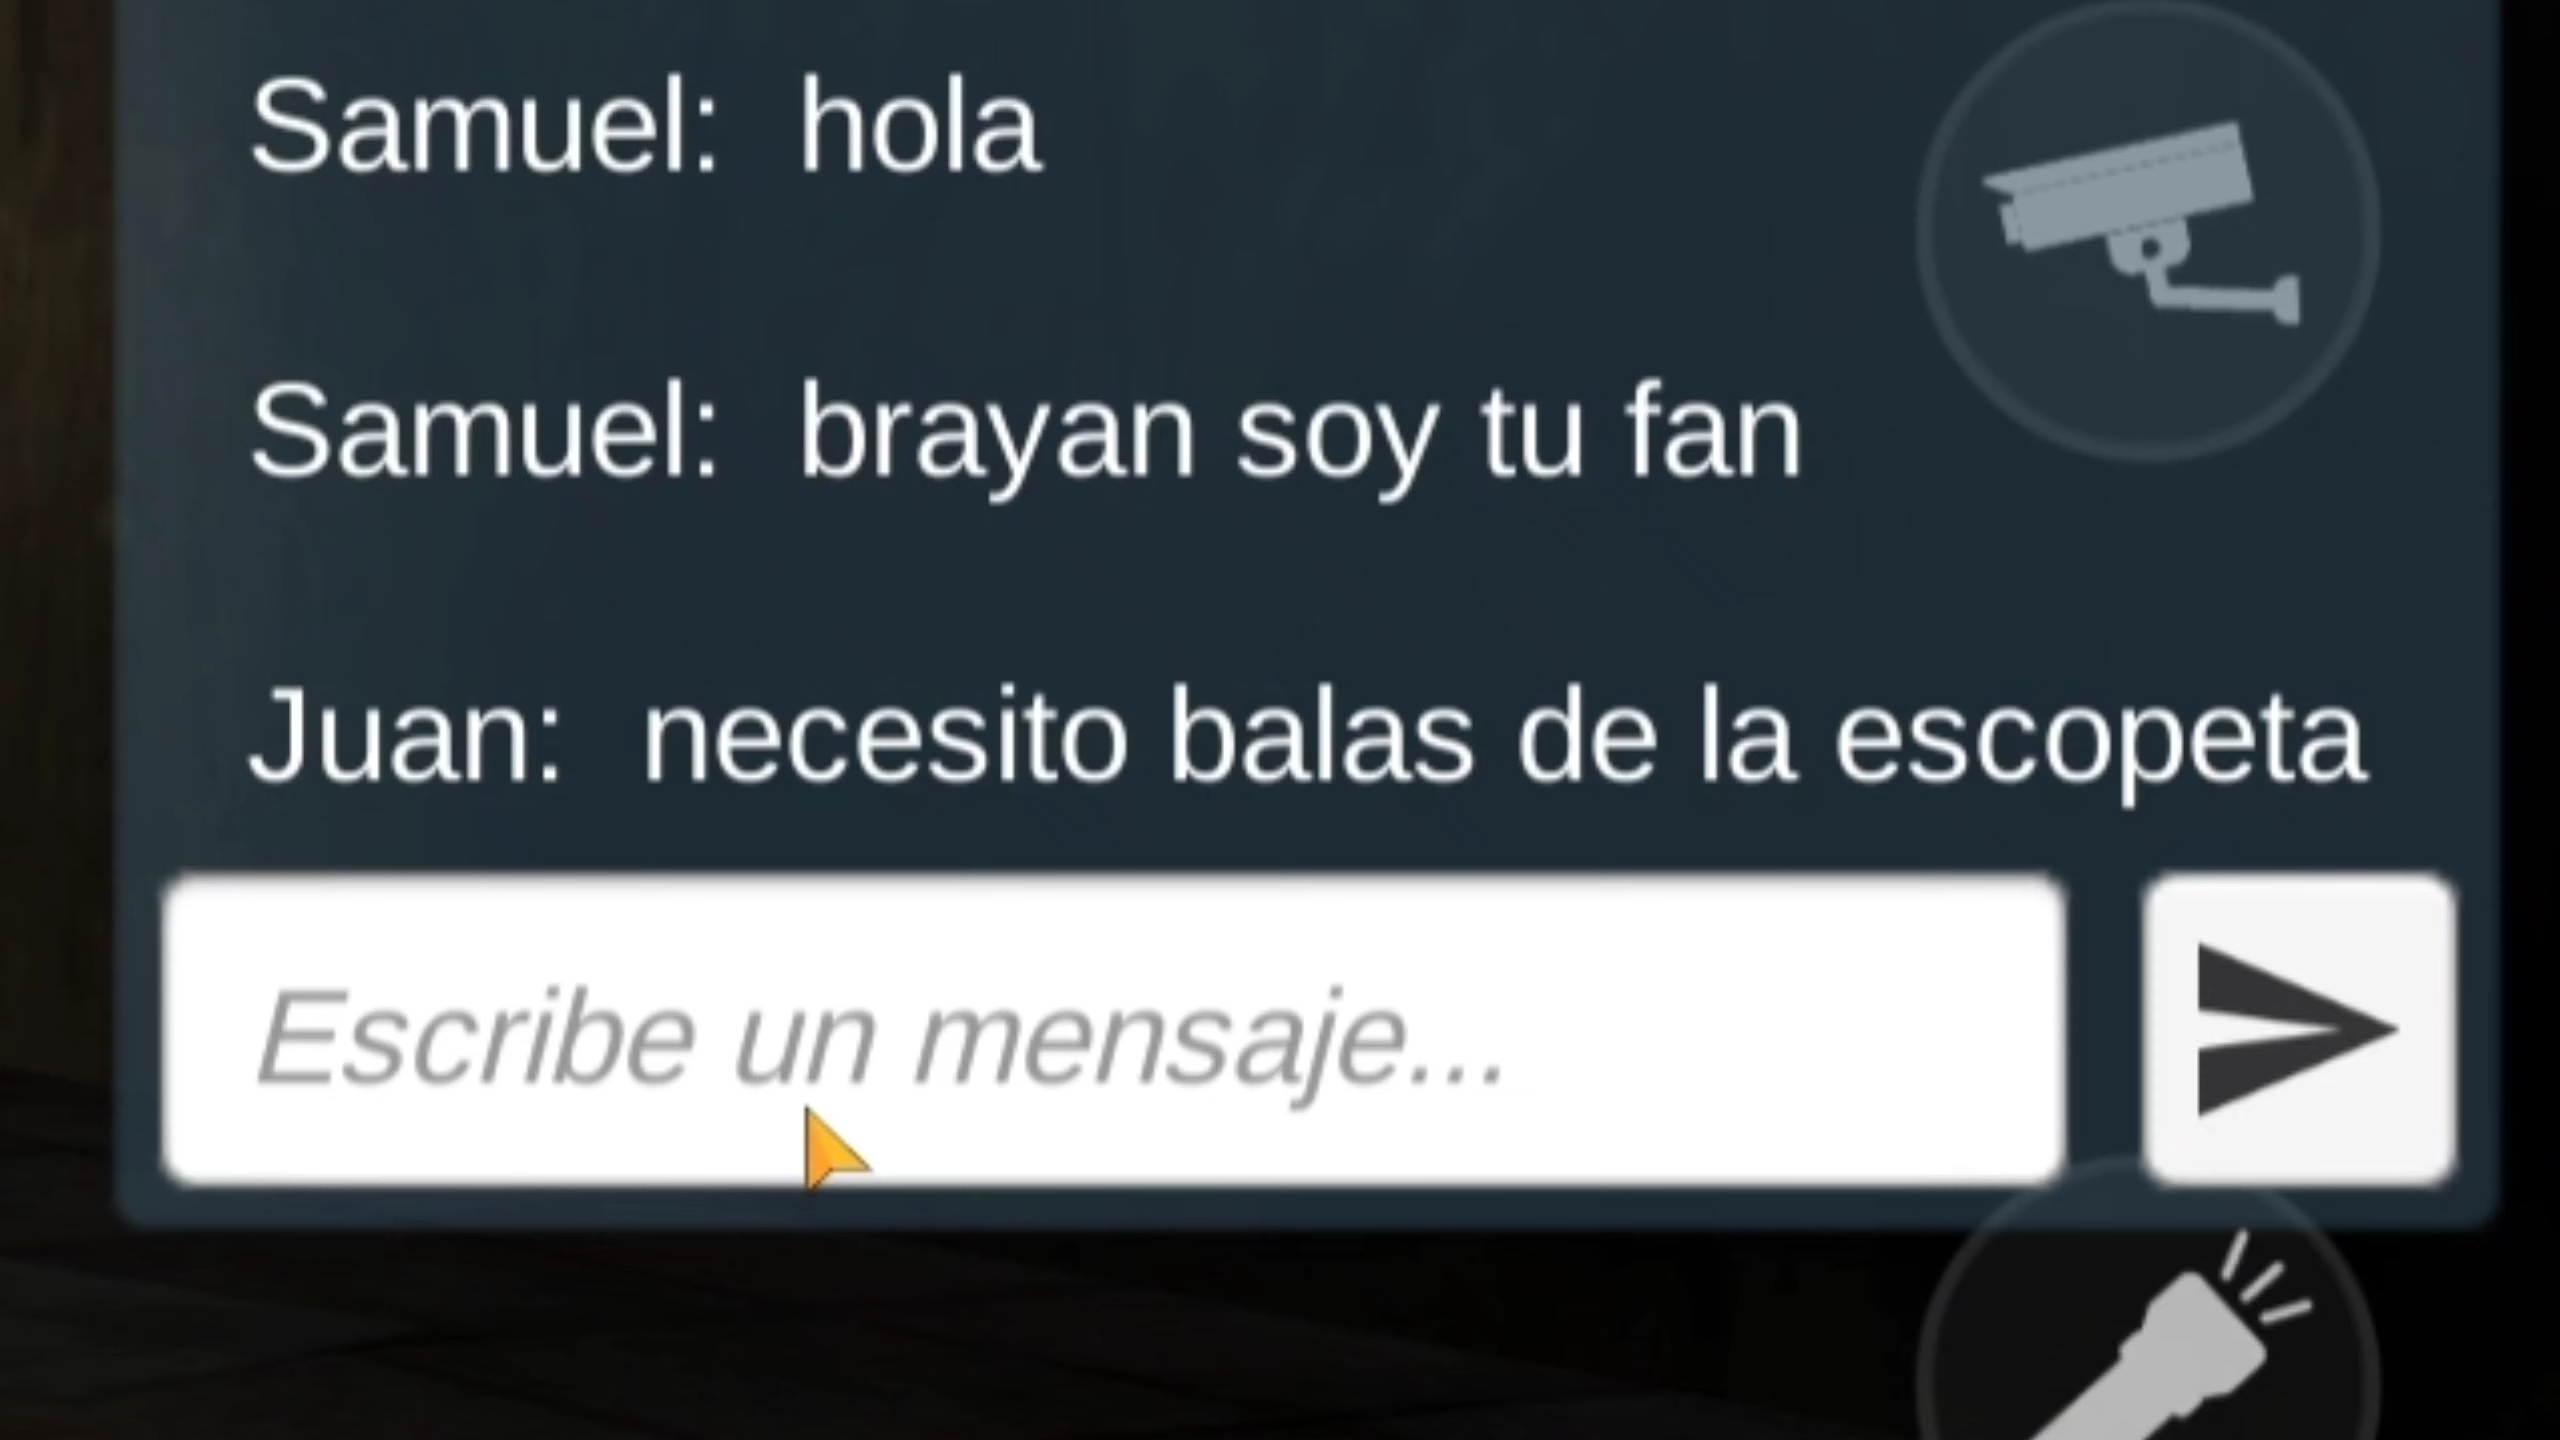 Samuel: hola
Samuel: brayan soy tu fan
Juan: necesito balas de la escopeta
Escribe un mensaje...